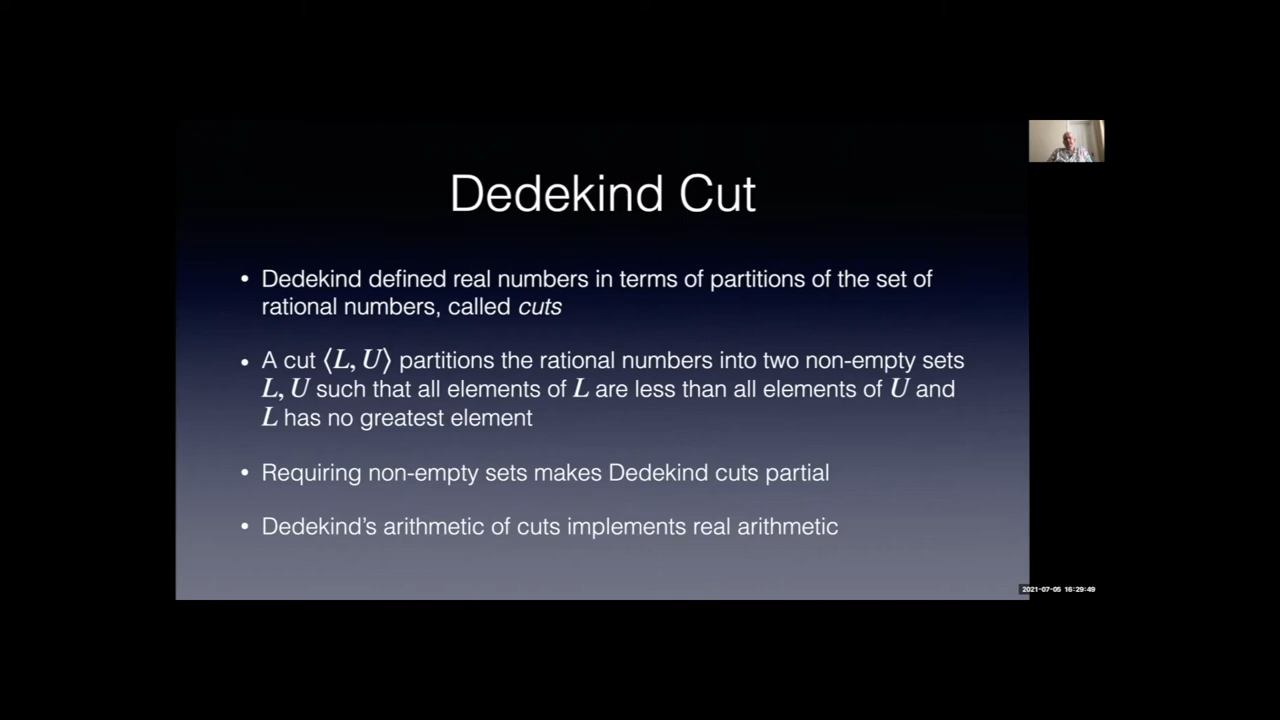 Dedekind Cut
• Dedekind defined real numbers in terms of partitions of the set of
rational numbers, called cuts
• A cut ⟨L, U⟩ partitions the rational numbers into two non-empty sets
L, U such that all elements of L are less than all elements of U and
L has no greatest element
• Requiring non-empty sets makes Dedekind cuts partial
• Dedekind’s arithmetic of cuts implements real arithmetic
2021-07-05 16:29:49